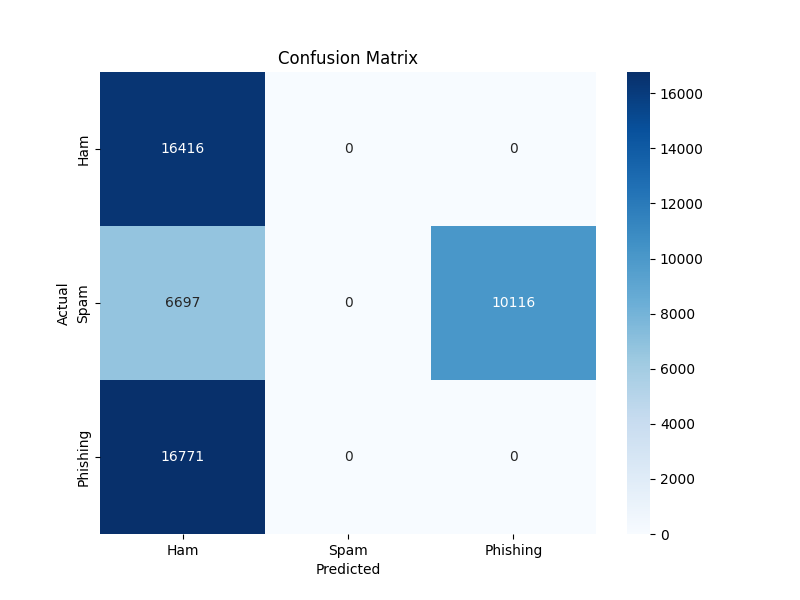 Confusion Matrix
Actual
Ham
16416
0
0
Spam
6697
0
10116
Phishing
16771
0
0
Ham
Spam
Phishing
Predicted
16000
14000
12000
10000
8000
6000
4000
2000
0